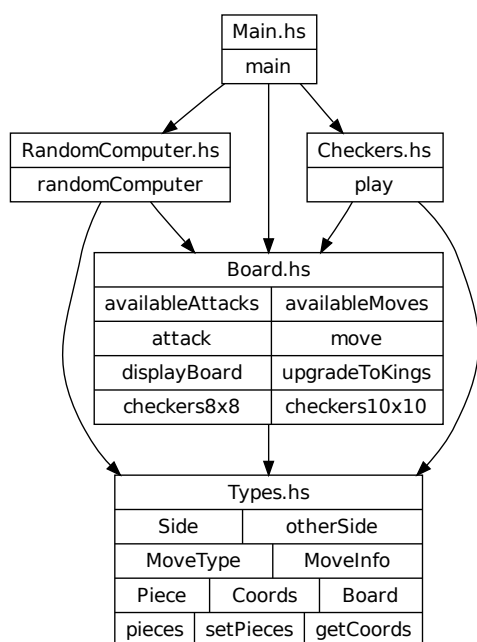 Main.hs
main
RandomComputer.hs
randomComputer
Checkers.hs
play
Board.hs
availableAttacks availableMoves
attack move
displayBoard upgradeToKings
checkers8x8 checkers10x10
Types.hs
Side otherSide
MoveType MoveInfo
Piece Coords Board
pieces setPieces getCoords